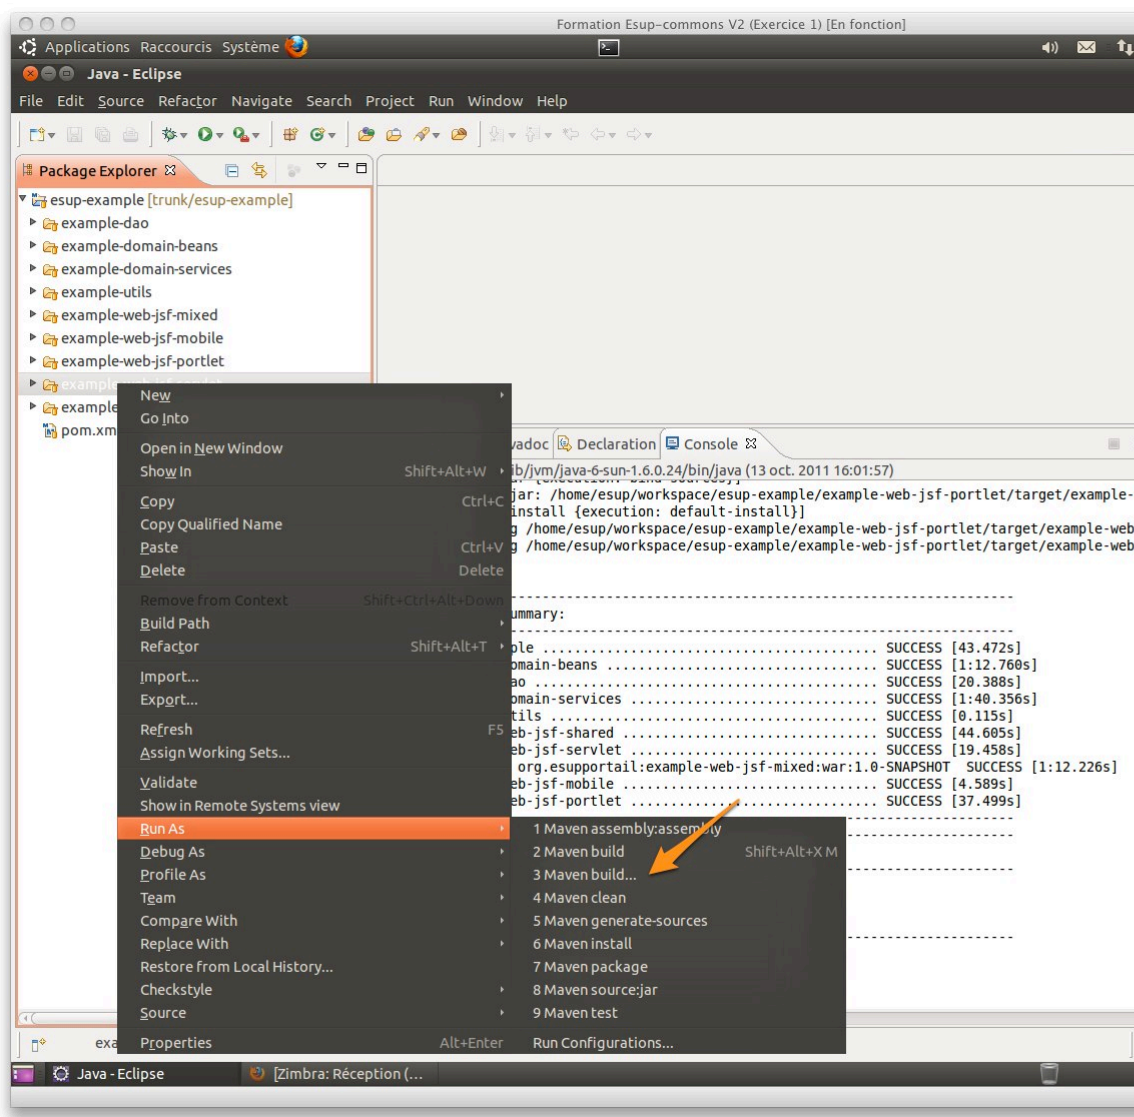 Formation Esup-commons V2 (Exercice 1) [En fonction]
Applications Raccourcis Système
Java - Eclipse
File Edit Source Refactor Navigate Search Project Run Window Help
Package Explorer
esup-example [trunk/esup-example]
example-dao
example-domain-beans
example-domain-services
example-utils
example-web-jsf-mixed
example-web-jsf-mobile
example-web-jsf-portlet
example
pom.xm
New
Go Into
Open in New Window
Show In Shift+Alt+W
Copy Ctrl+C
Copy Qualified Name
Paste Ctrl+V
Delete Delete
Remove from Context Shift+Ctrl+Alt+Down
Build Path
Refactor Shift+Alt+T
Import...
Export...
Refresh F5
Assign Working Sets...
Validate
Show in Remote Systems view
Run As
Debug As
Profile As
Team
Compare With
Replace With
Restore from Local History...
Checkstyle
Source
Properties Alt+Enter
1 Maven assembly:assembly
2 Maven build Shift+Alt+X M
3 Maven build...
4 Maven clean
5 Maven generate-sources
6 Maven install
7 Maven package
8 Maven source:jar
9 Maven test
Run Configurations...
vadoc Declaration Console
ib/jvm/java-6-sun-1.6.0.24/bin/java (13 oct. 2011 16:01:57)
jar: /home/esup/workspace/esup-example/example-web-jsf-portlet/target/example-
install {execution: default-install}]
g /home/esup/workspace/esup-example/example-web-jsf-portlet/target/example-web
g /home/esup/workspace/esup-example/example-web-jsf-portlet/target/example-web
------------------------------------------------------------
ummary:
------------------------------------------------------------
ple ........................................ SUCCESS [43.472s]
omain-beans ................................ SUCCESS [1:12.760s]
ao ......................................... SUCCESS [20.388s]
omain-services ............................. SUCCESS [1:40.356s]
tils ....................................... SUCCESS [0.115s]
eb-jsf-shared .............................. SUCCESS [44.605s]
eb-jsf-servlet ............................. SUCCESS [19.458s]
org.esupportail:example-web-jsf-mixed:war:1.0-SNAPSHOT SUCCESS [1:12.226s]
eb-jsf-mobile .............................. SUCCESS [4.589s]
eb-jsf-portlet ............................. SUCCESS [37.499s]
exa
Java - Eclipse
[Zimbra: Réception (...